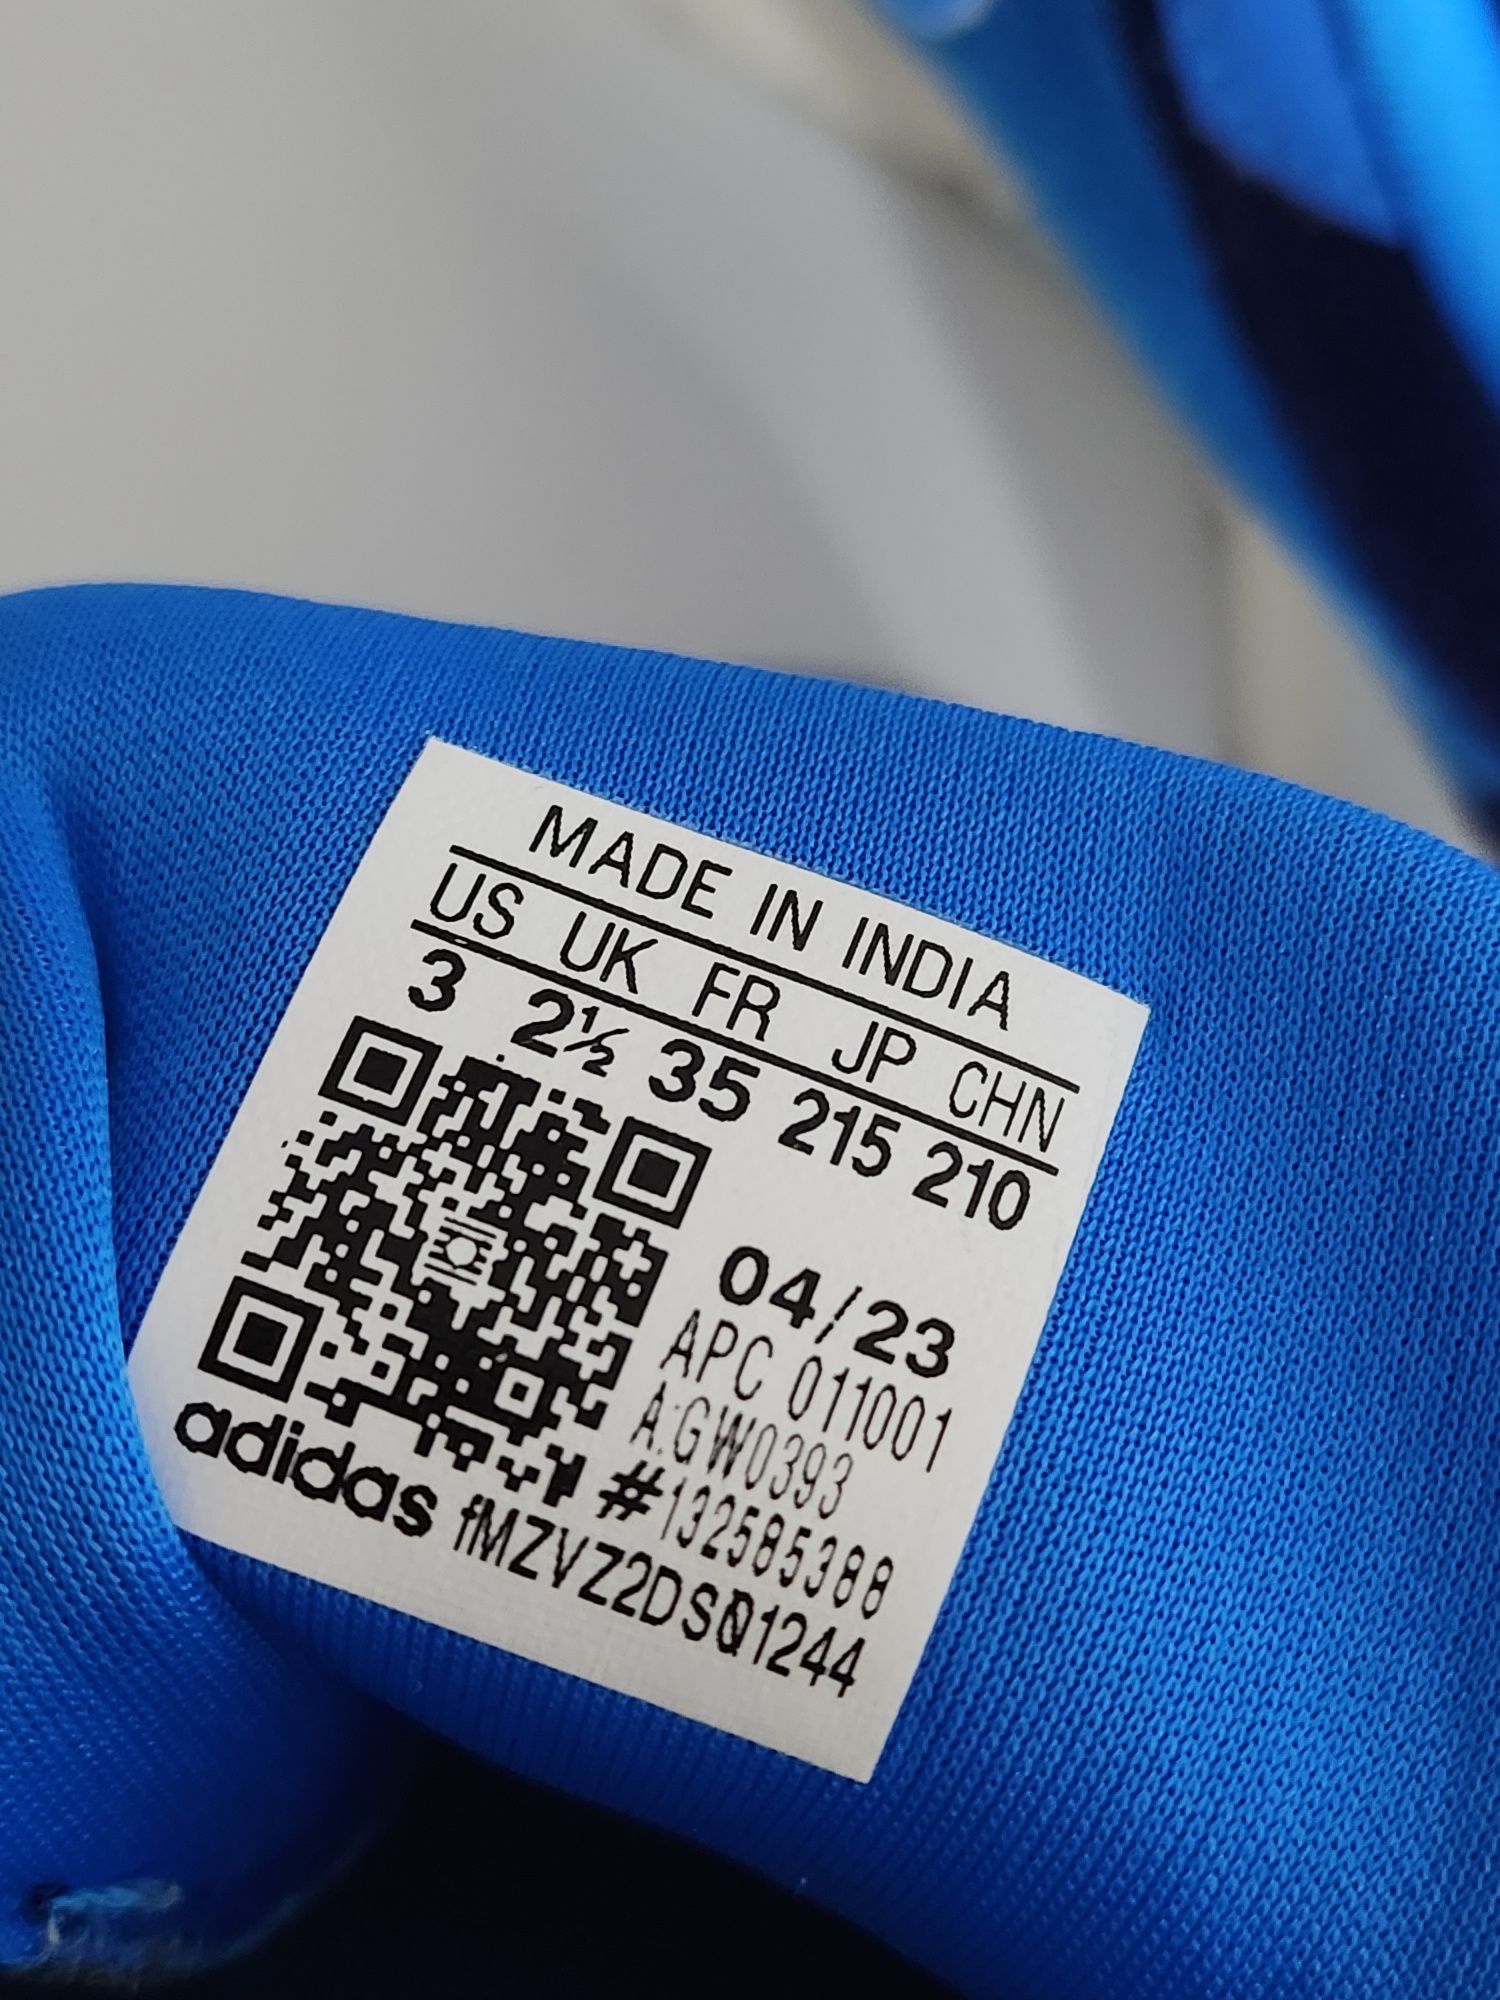 MADE IN INDIA
US UK FR JP CHN
3 2½ 35 215 210
04/23
APC 011001
A:GW0393
#132585388
adidas